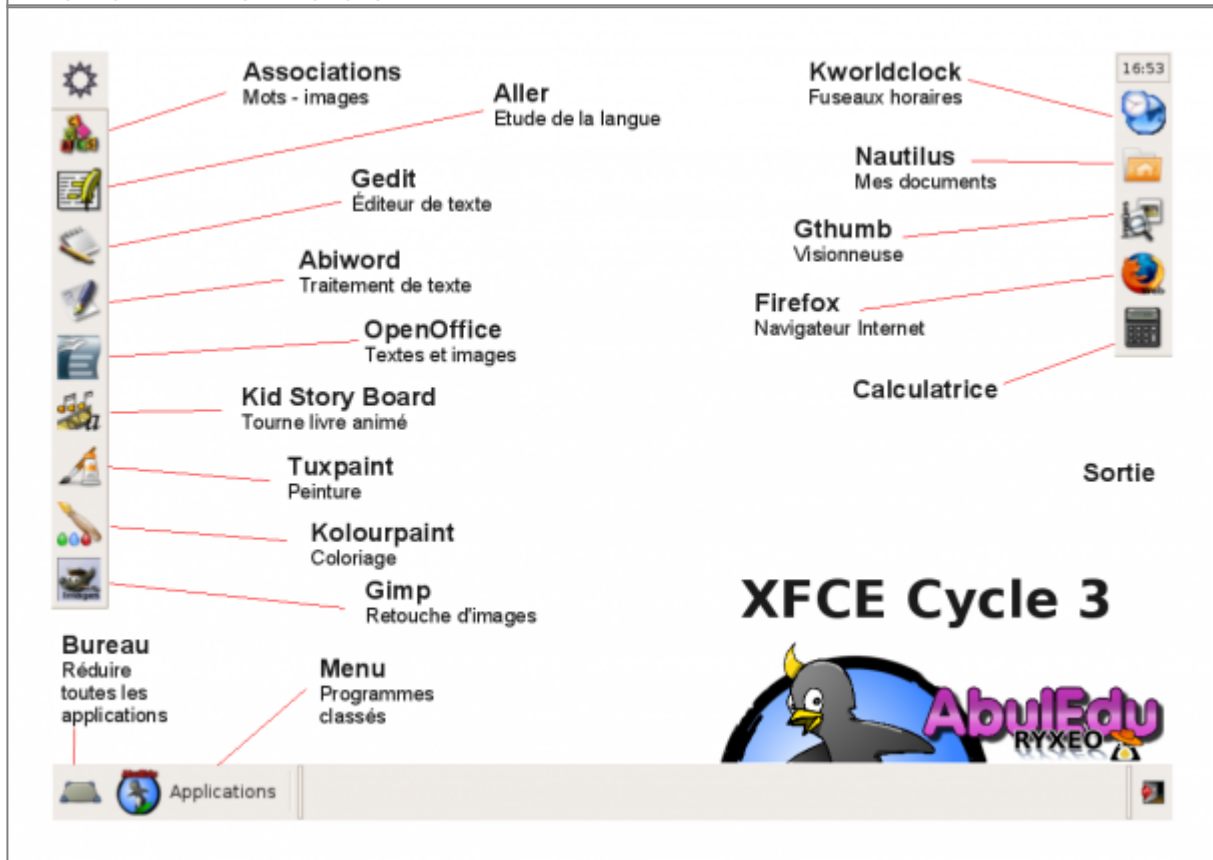 Associations
Mots - images
Aller
Etude de la langue
Gedit
Éditeur de texte
Abiword
Traitement de texte
OpenOffice
Textes et images
Kid Story Board
Tourne livre animé
Tuxpaint
Peinture
Kolourpaint
Coloriage
Gimp
Retouche d'images
Bureau
Réduire
toutes les
applications
Menu
Programmes
classés
Kworldclock
Fuseaux horaires
16:53
Nautilus
Mes documents
Gthumb
Visionneuse
Firefox
Navigateur Internet
Calculatrice
Sortie
XFCE Cycle 3
AbulEdu
RYXEO
Applications